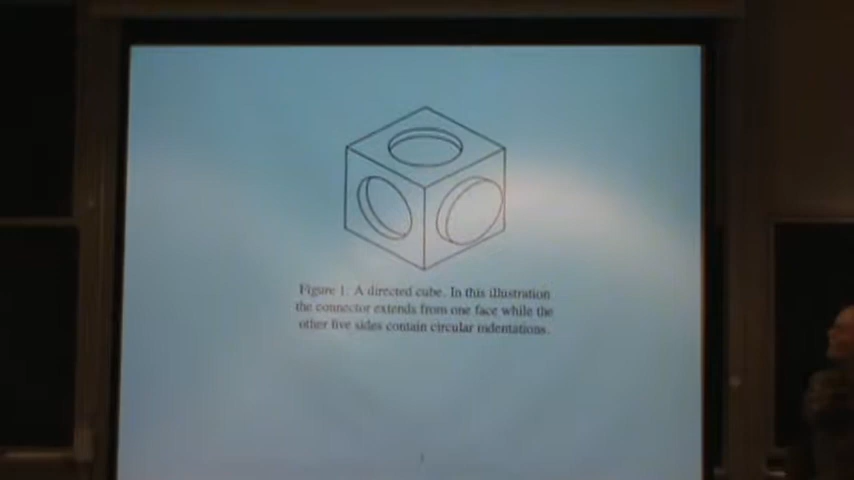 Figure 1: A directed cube. In this illustration
the connector extends from one face while the
other five sides contain circular indentations.